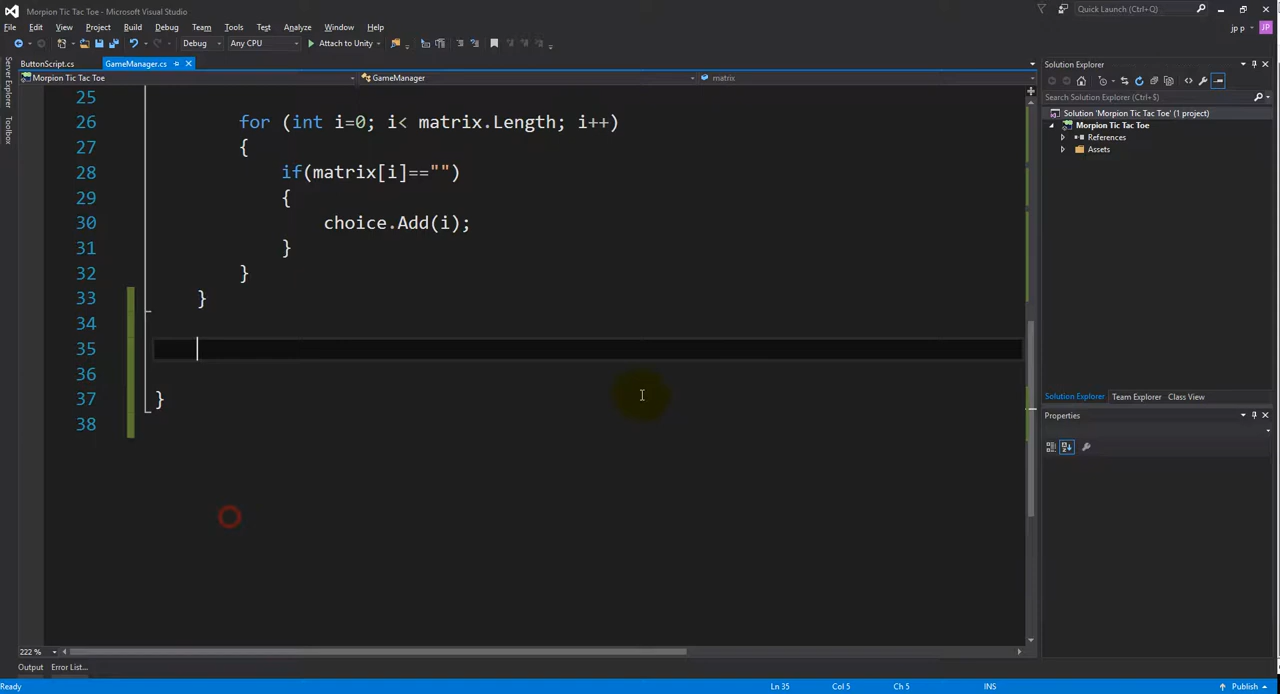 Morpion Tic Tac Toe - Microsoft Visual Studio
Quick Launch (Ctrl+Q)
File Edit View Project Build Debug Team Tools Test Analyze Window Help
jp p
JP
Debug Any CPU Attach to Unity
Server Explorer
Toolbox
ButtonScript.cs GameManager.cs
Morpion Tic Tac Toe GameManager matrix
25
26 for (int i=0; i< matrix.Length; i++)
27 {
28 if(matrix[i]=="")
29 {
30 choice.Add(i);
31 }
32 }
33 }
34
35
36
37 }
38
222 %
Output Error List...
Ready Ln 35 Col 5 Ch 5 INS Publish
Solution Explorer
Search Solution Explorer (Ctrl+$)
Solution 'Morpion Tic Tac Toe' (1 project)
Morpion Tic Tac Toe
References
Assets
Solution Explorer Team Explorer Class View
Properties